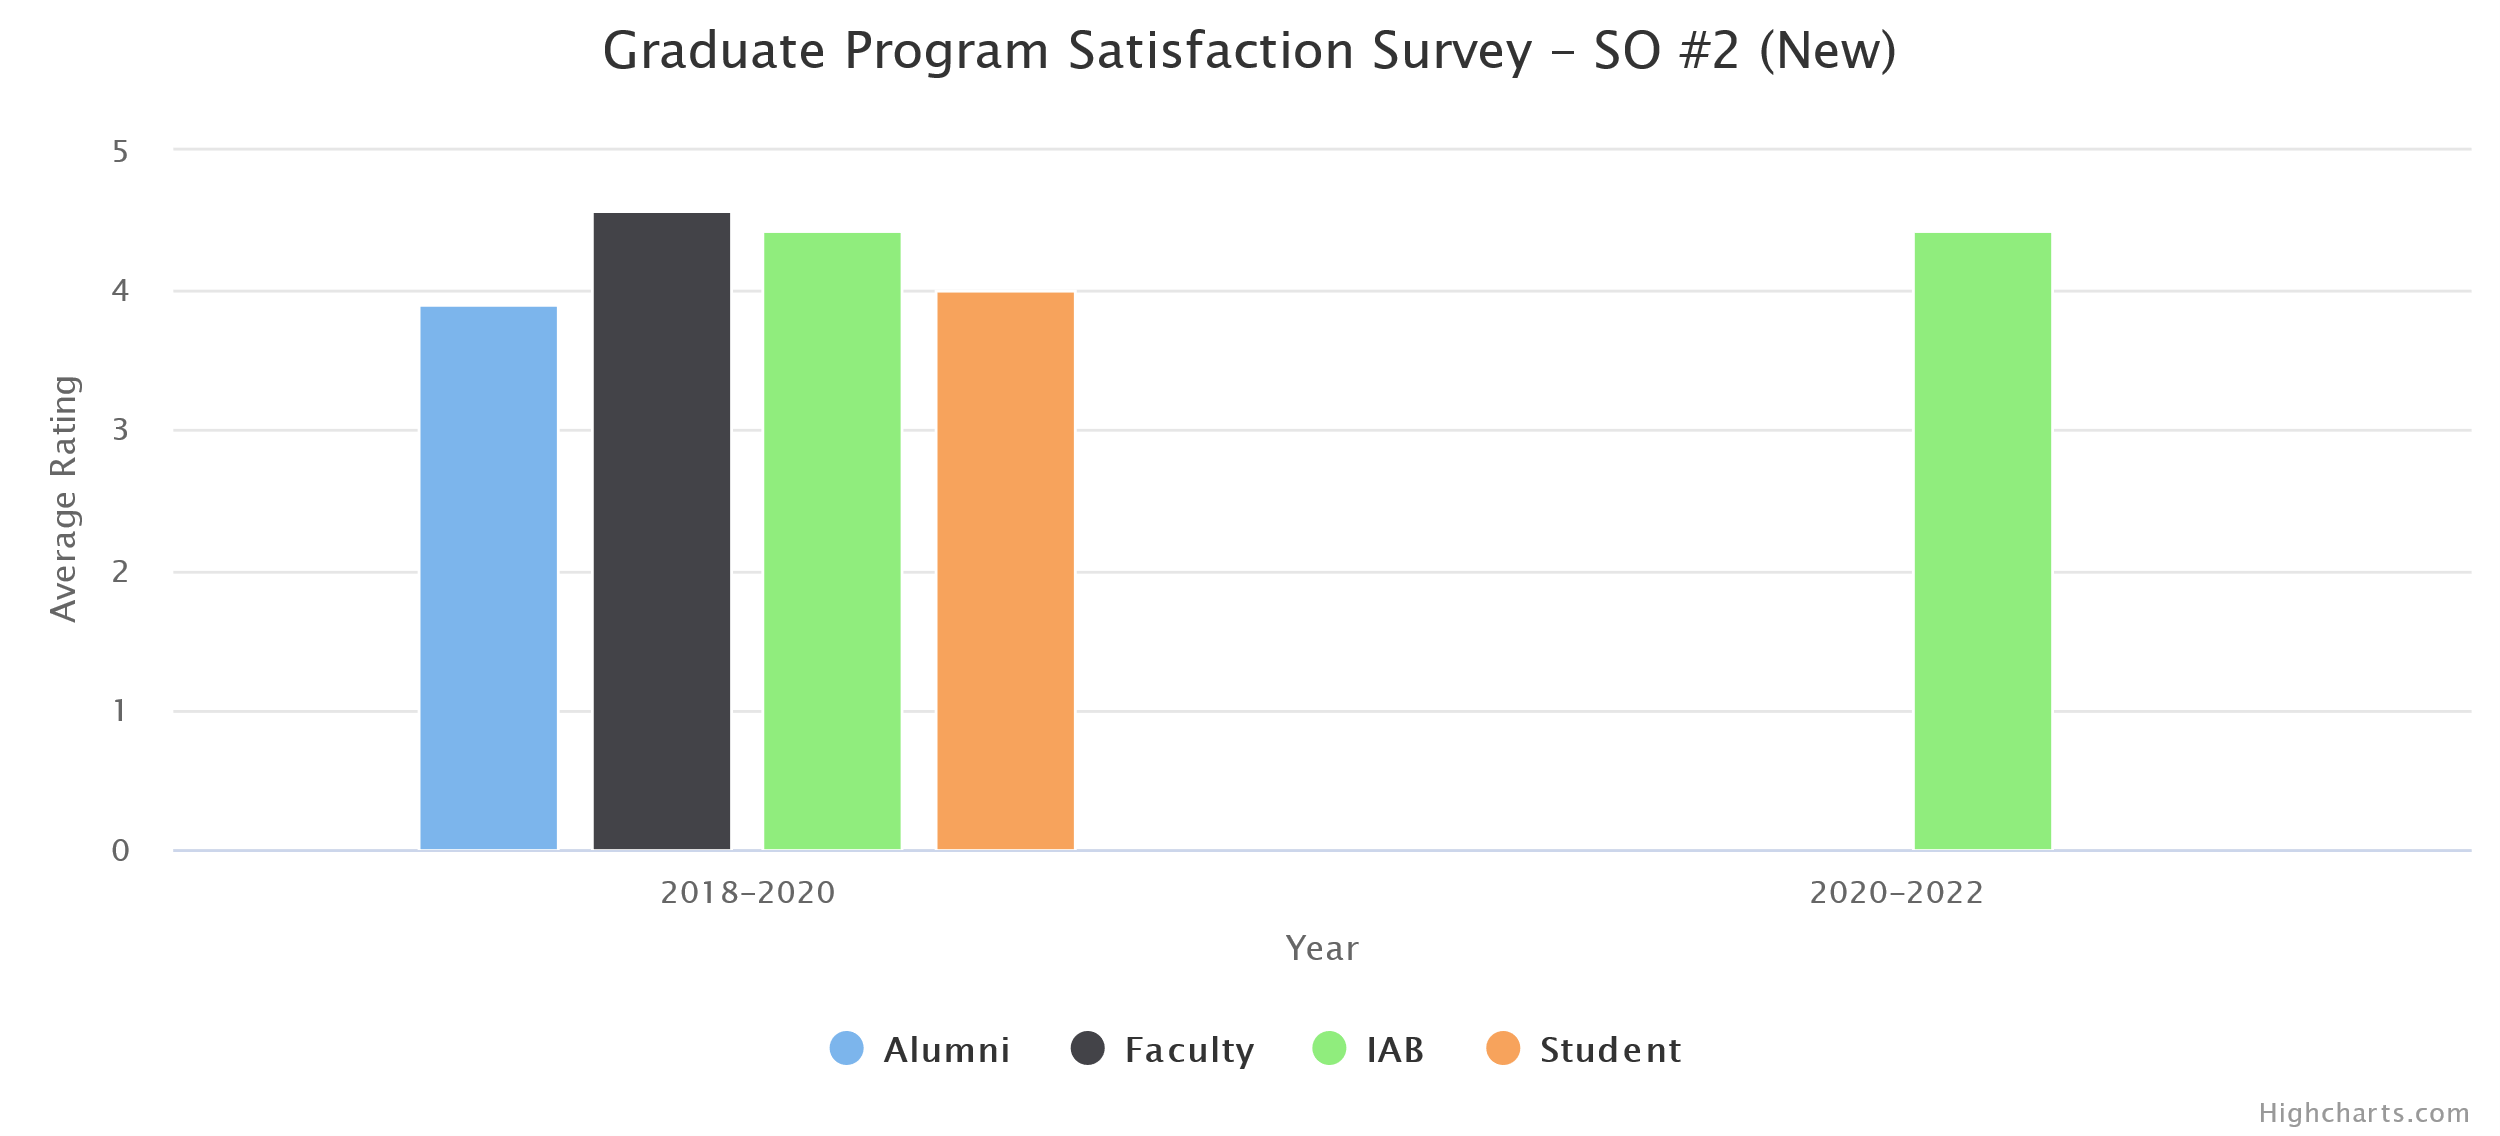 Graduate Program Satisfaction Survey – SO #2 (New)
5
4
3
2
1
0
Average Rating
2018–2020 2020–2022
Year
Alumni Faculty IAB Student
Highcharts.com